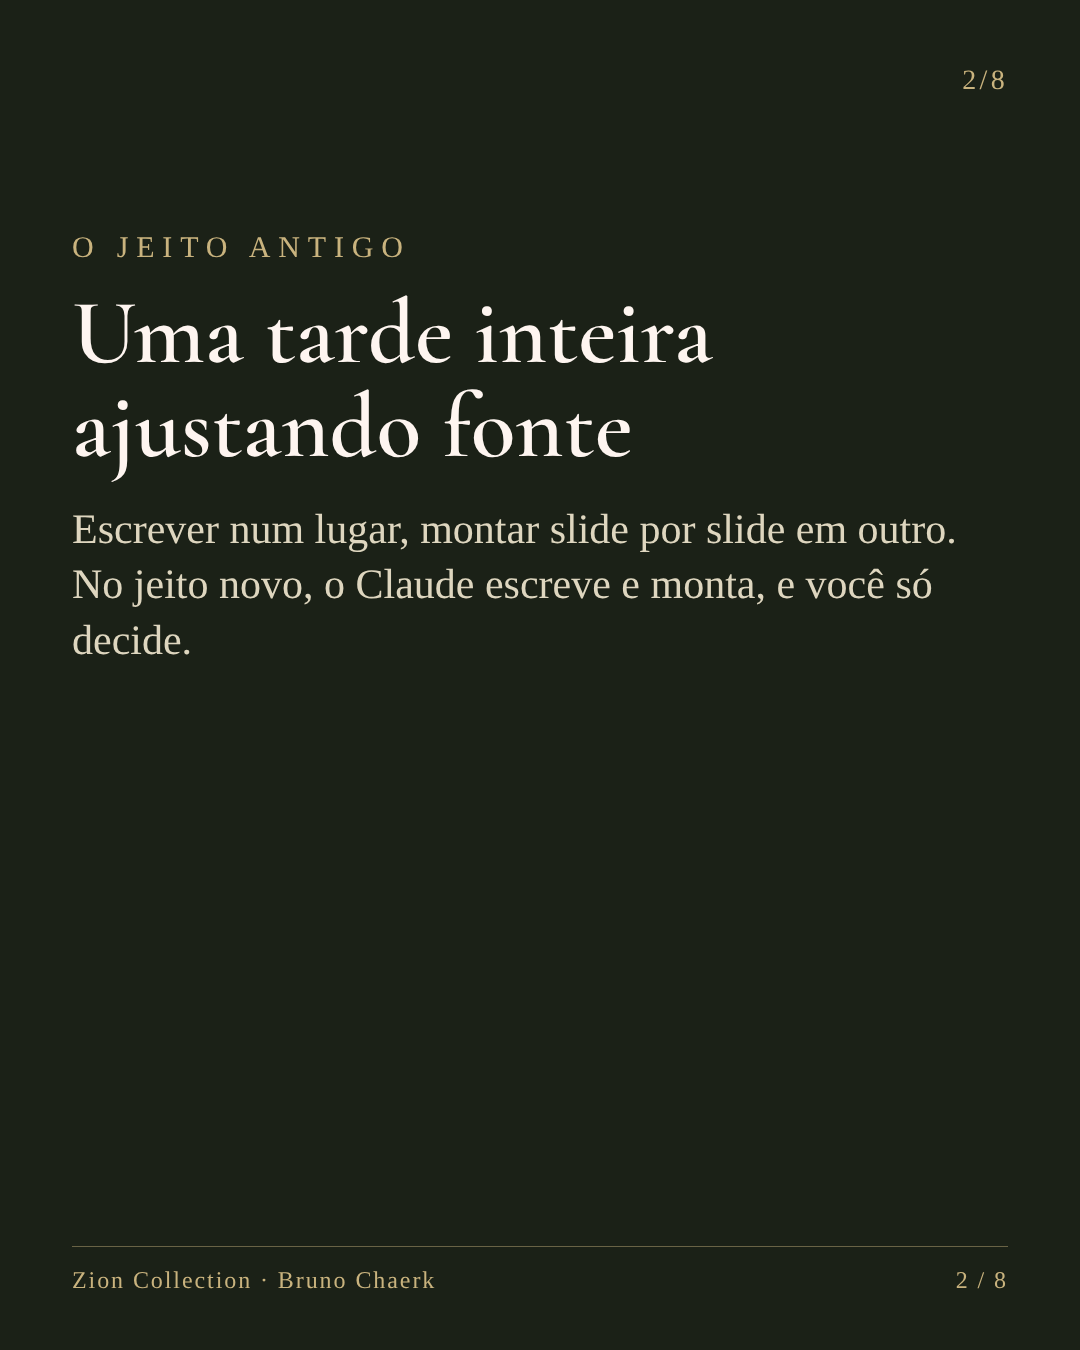 2/8
O JEITO ANTIGO
Uma tarde inteira
ajustando fonte
Escrever num lugar, montar slide por slide em outro.
No jeito novo, o Claude escreve e monta, e você só
decide.
Zion Collection · Bruno Chaerk
2 / 8